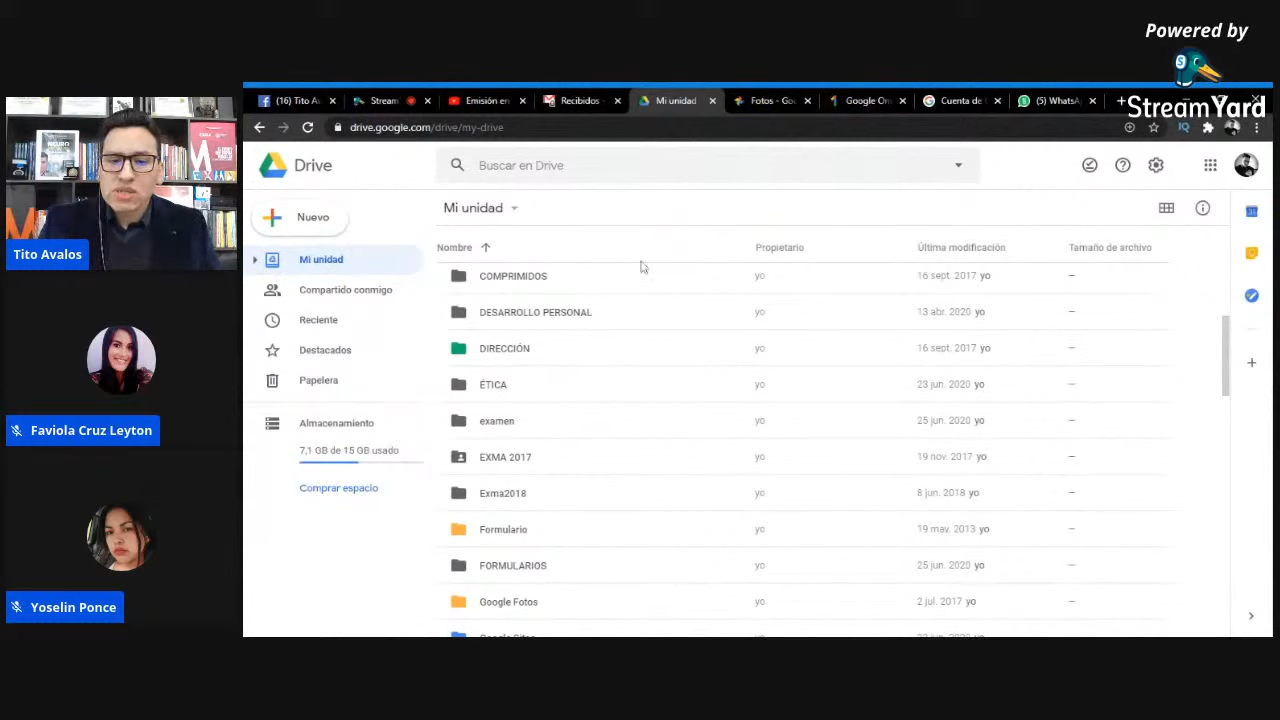 Powered by
StreamYard
Tito Avalos
Faviola Cruz Leyton
Yoselin Ponce
(16) Tito Av
Stream
Emisión en
Recibidos
Mi unidad
Fotos - Go
Google On
Cuenta de
(5) WhatsA
drive.google.com/drive/my-drive
Drive
Buscar en Drive
Nuevo
Mi unidad
Compartido conmigo
Reciente
Destacados
Papelera
Almacenamiento
7,1 GB de 15 GB usado
Comprar espacio
Mi unidad
Nombre Propietario Última modificación Tamaño de archivo
COMPRIMIDOS yo 16 sept. 2017 yo —
DESARROLLO PERSONAL yo 13 abr. 2020 yo —
DIRECCIÓN yo 16 sept. 2017 yo —
ÉTICA yo 23 jun. 2020 yo —
examen yo 25 jun. 2020 yo —
EXMA 2017 yo 19 nov. 2017 yo —
Exma2018 yo 8 jun. 2018 yo —
Formulario yo 19 may. 2013 yo —
FORMULARIOS yo 25 jun. 2020 yo —
Google Fotos yo 2 jul. 2017 yo —